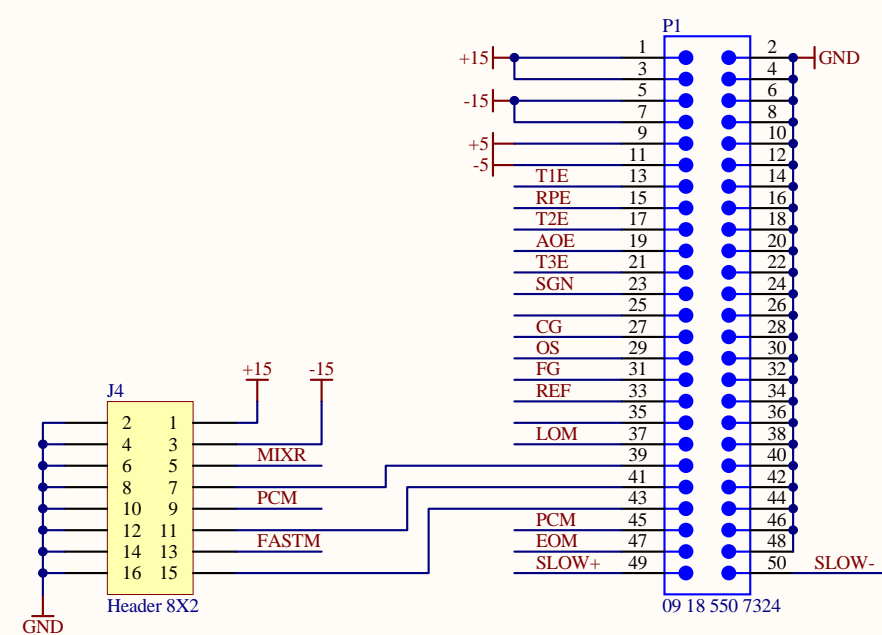 P1
+15 1 2 GND
3 4
-15 5 6
7 8
+5 9 10
-5 11 12
T1E 13 14
RPE 15 16
T2E 17 18
AOE 19 20
T3E 21 22
SGN 23 24
25 26
CG 27 28
OS 29 30
FG 31 32
REF 33 34
35 36
LOM 37 38
39 40
41 42
43 44
PCM 45 46
EOM 47 48
SLOW+ 49 50 SLOW-
09 18 550 7324
+15 -15
J4
2 1
4 3
6 5 MIXR
8 7
10 9 PCM
12 11
14 13 FASTM
16 15
Header 8X2
GND